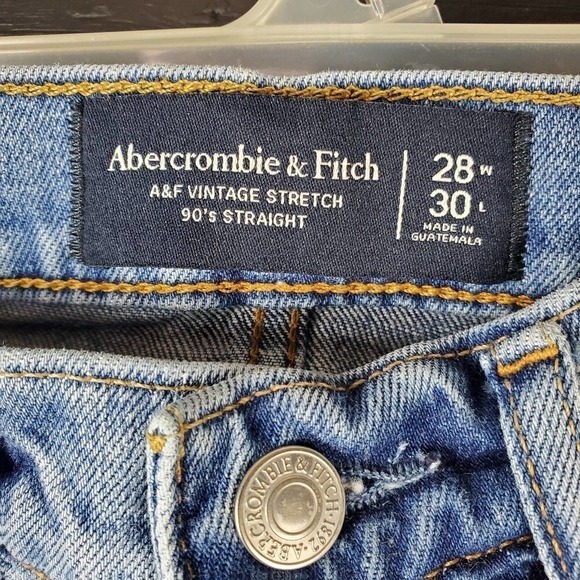 Abercrombie & Fitch
A&F VINTAGE STRETCH
90's STRAIGHT
28 W
30 L
MADE IN
GUATEMALA
ABERCROMBIE & FITCH · 1892 ·